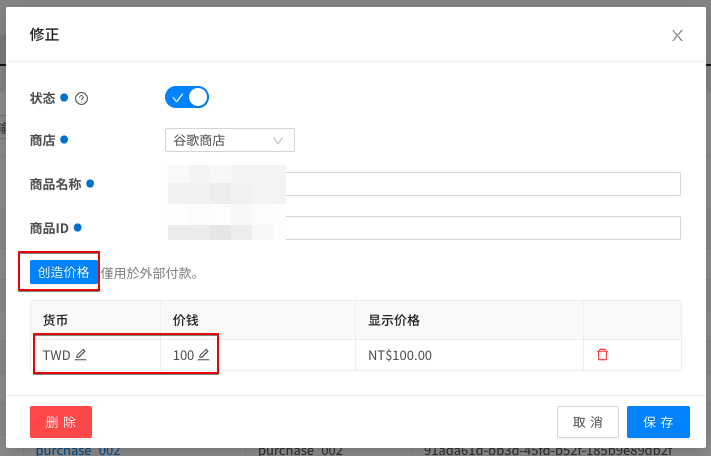 修正
状态
商店 谷歌商店
商品名称
商品ID
创造价格 僅用於外部付款。
货币 价钱 显示价格
TWD 100 NT$100.00
删 除 取 消 保 存
purchase_002 purchase_002 91ada61d-bb3d-45fd-b52f-185b9e89db2f